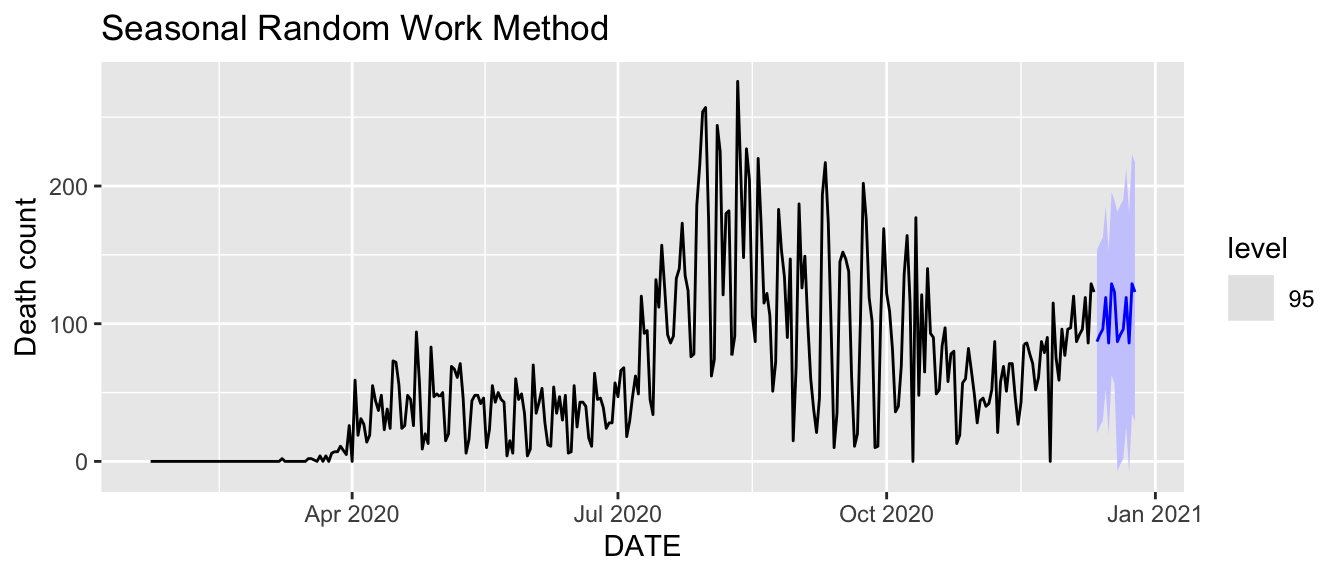 Seasonal Random Work Method
Death count
200
100
0
Apr 2020
Jul 2020
Oct 2020
Jan 2021
DATE
level
95